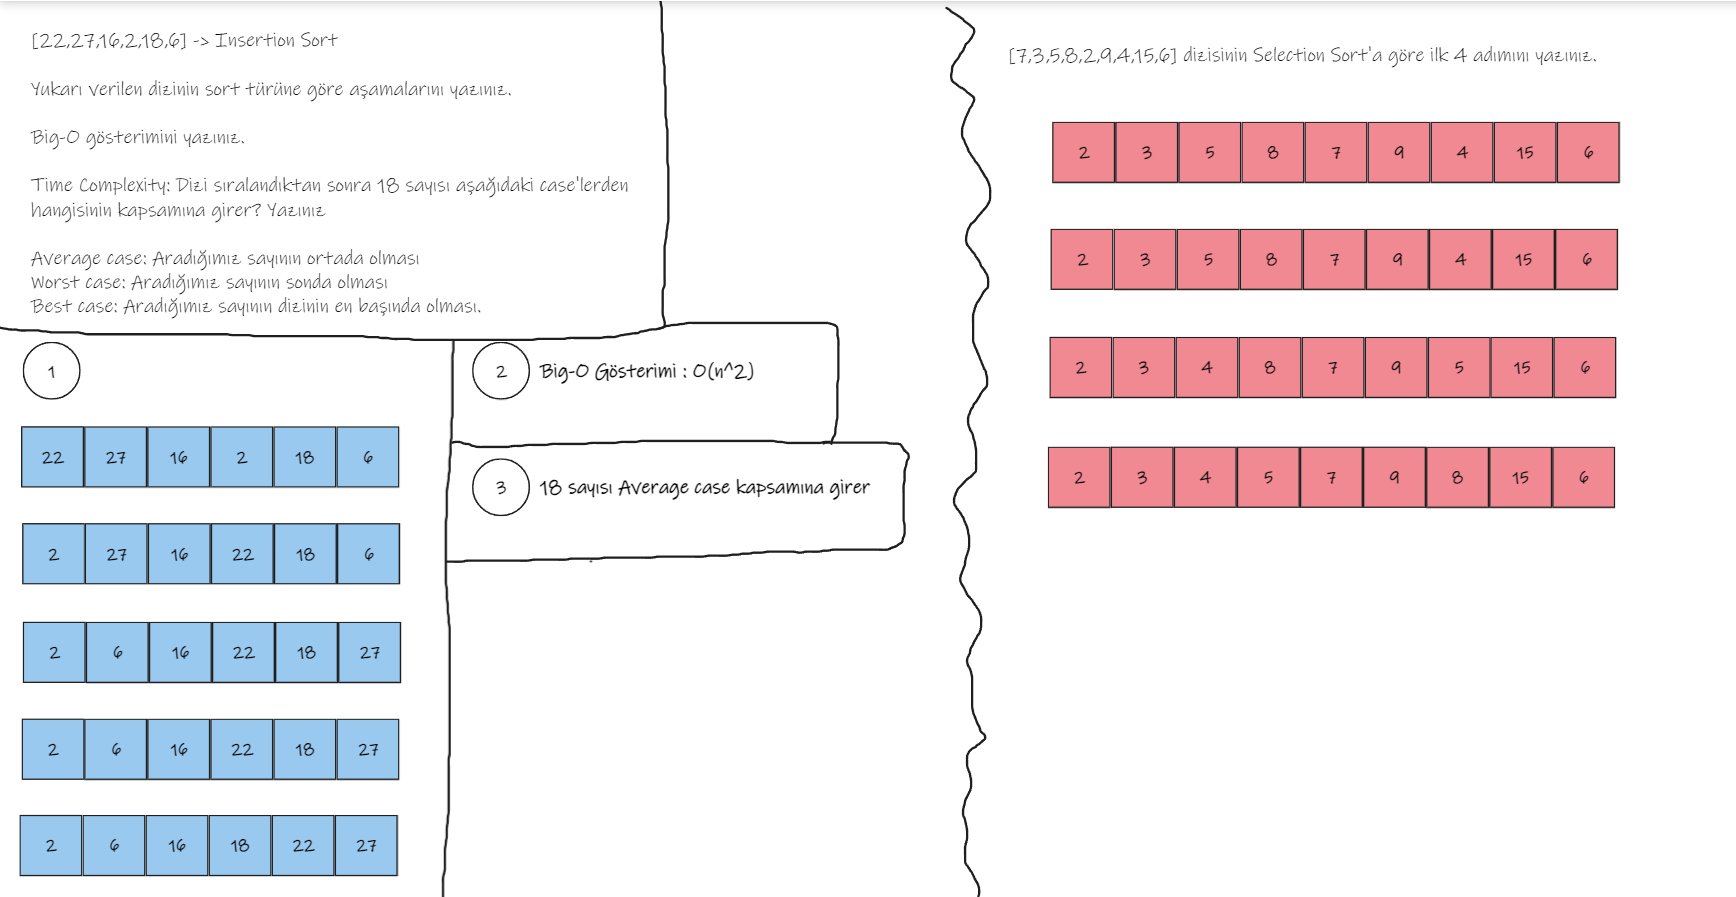 [22,27,16,2,18,6] -> Insertion Sort
Yukarı verilen dizinin sort türüne göre aşamalarını yazınız.
Big-O gösterimini yazınız.
Time Complexity: Dizi sıralandıktan sonra 18 sayısı aşağıdaki case'lerden
hangisinin kapsamına girer? Yazınız
Average case: Aradığımız sayının ortada olması
Worst case: Aradığımız sayının sonda olması
Best case: Aradığımız sayının dizinin en başında olması.
1
22 27 16 2 18 6
2 27 16 22 18 6
2 6 16 22 18 27
2 6 16 22 18 27
2 6 16 18 22 27
2 Big-O Gösterimi : O(n^2)
3 18 sayısı Average case kapsamına girer
[7,3,5,8,2,9,4,15,6] dizisinin Selection Sort'a göre ilk 4 adımını yazınız.
2 3 5 8 7 9 4 15 6
2 3 5 8 7 9 4 15 6
2 3 4 8 7 9 5 15 6
2 3 4 5 7 9 8 15 6